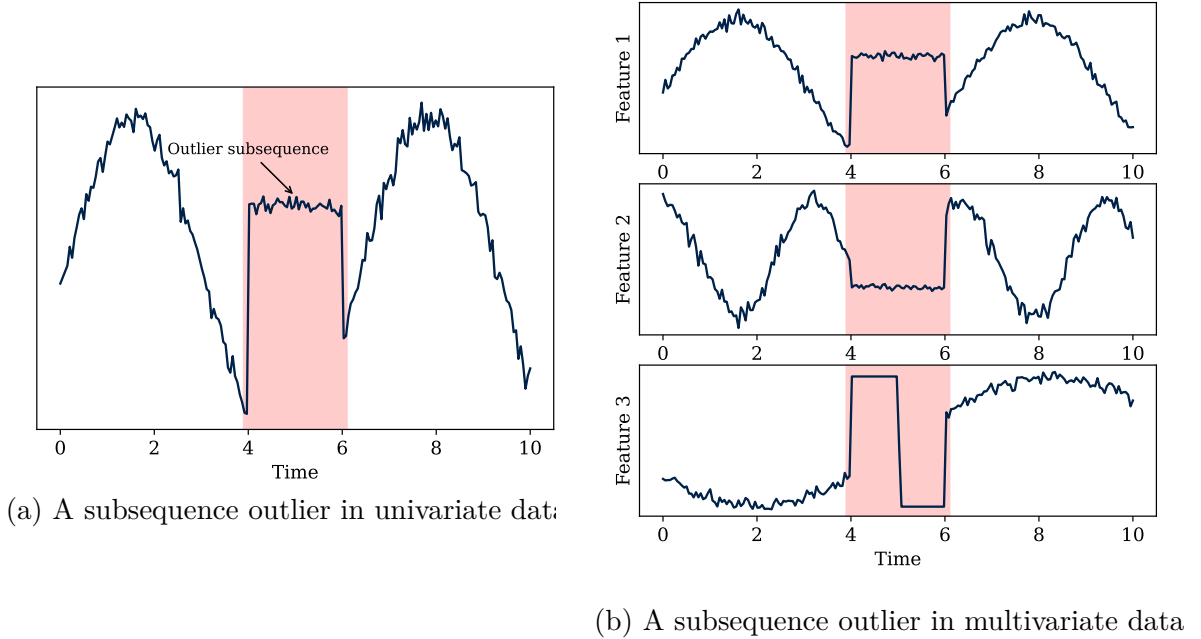 Outlier subsequence
0 2 4 6 8 10
Time
(a) A subsequence outlier in univariate data
Feature 1
0 2 4 6 8 10
Feature 2
0 2 4 6 8 10
Feature 3
0 2 4 6 8 10
Time
(b) A subsequence outlier in multivariate data